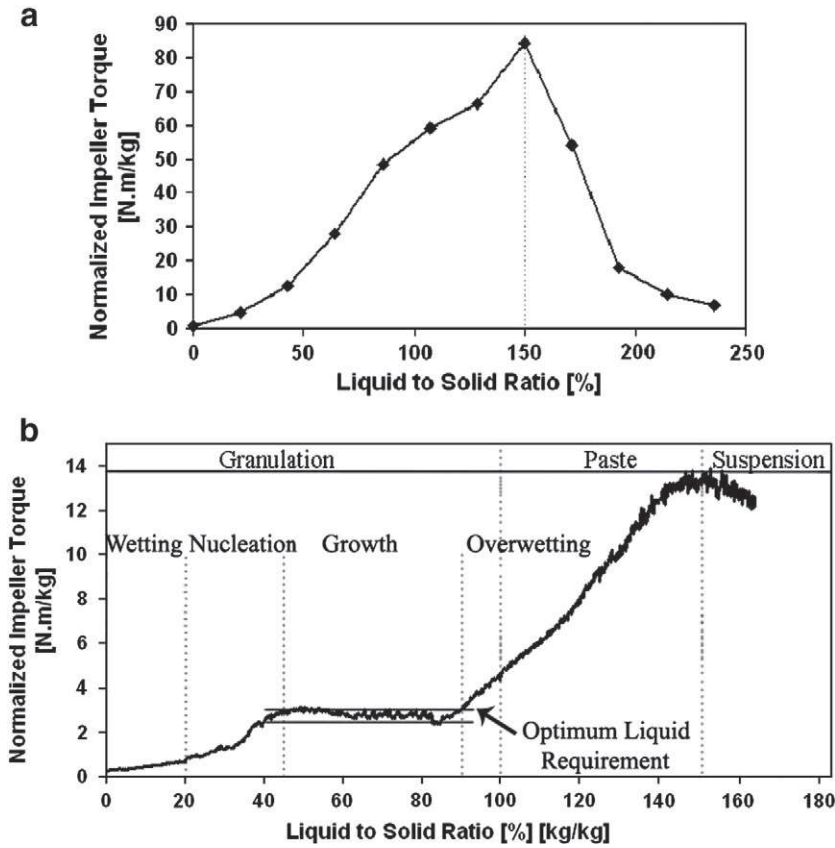 a
Normalized Impeller Torque
[N.m/kg]
90
80
70
60
50
40
30
20
10
0
0 50 100 150 200 250
Liquid to Solid Ratio [%]
b
Normalized Impeller Torque
[N.m/kg]
14
12
10
8
6
4
2
0
Granulation Paste Suspension
Wetting Nucleation Growth Overwetting
Optimum Liquid
Requirement
0 20 40 60 80 100 120 140 160 180
Liquid to Solid Ratio [%] [kg/kg]